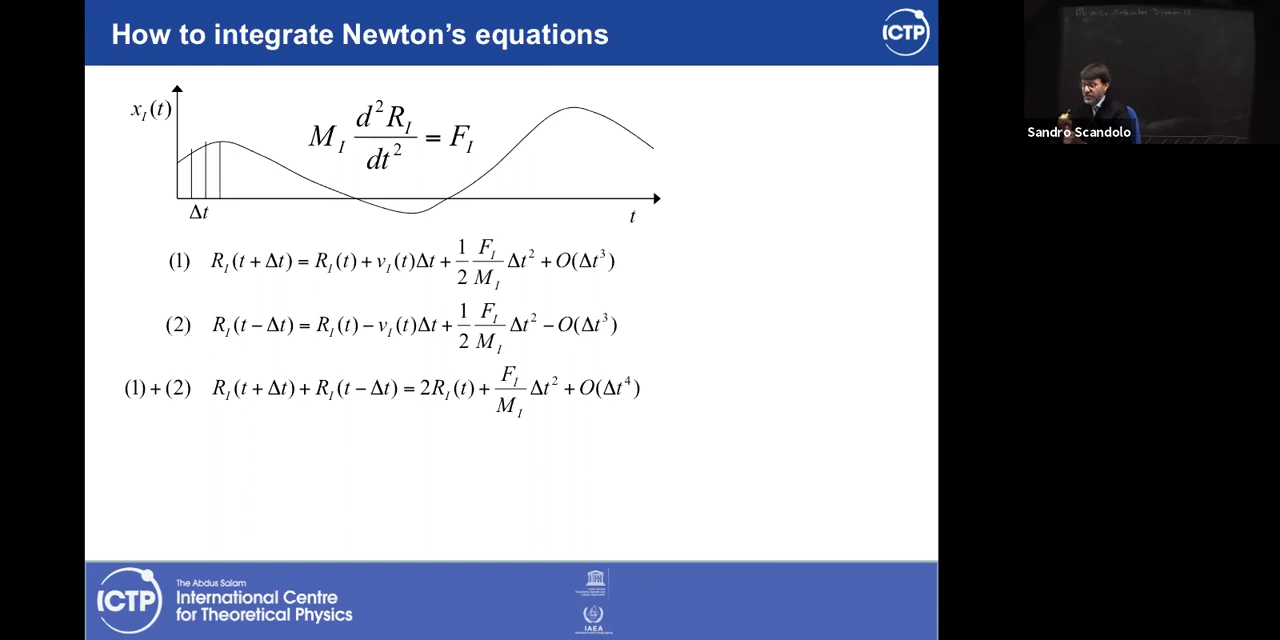 How to integrate Newton's equations
ICTP
x_I(t)
M_I d²R_I/dt² = F_I
Δt
t
(1) R_I(t + Δt) = R_I(t) + v_I(t)Δt + 1/2 F_I/M_I Δt² + O(Δt³)
(2) R_I(t − Δt) = R_I(t) − v_I(t)Δt + 1/2 F_I/M_I Δt² − O(Δt³)
(1) + (2) R_I(t + Δt) + R_I(t − Δt) = 2R_I(t) + F_I/M_I Δt² + O(Δt⁴)
ICTP
The Abdus Salam
International Centre
for Theoretical Physics
IAEA
Sandro Scandolo